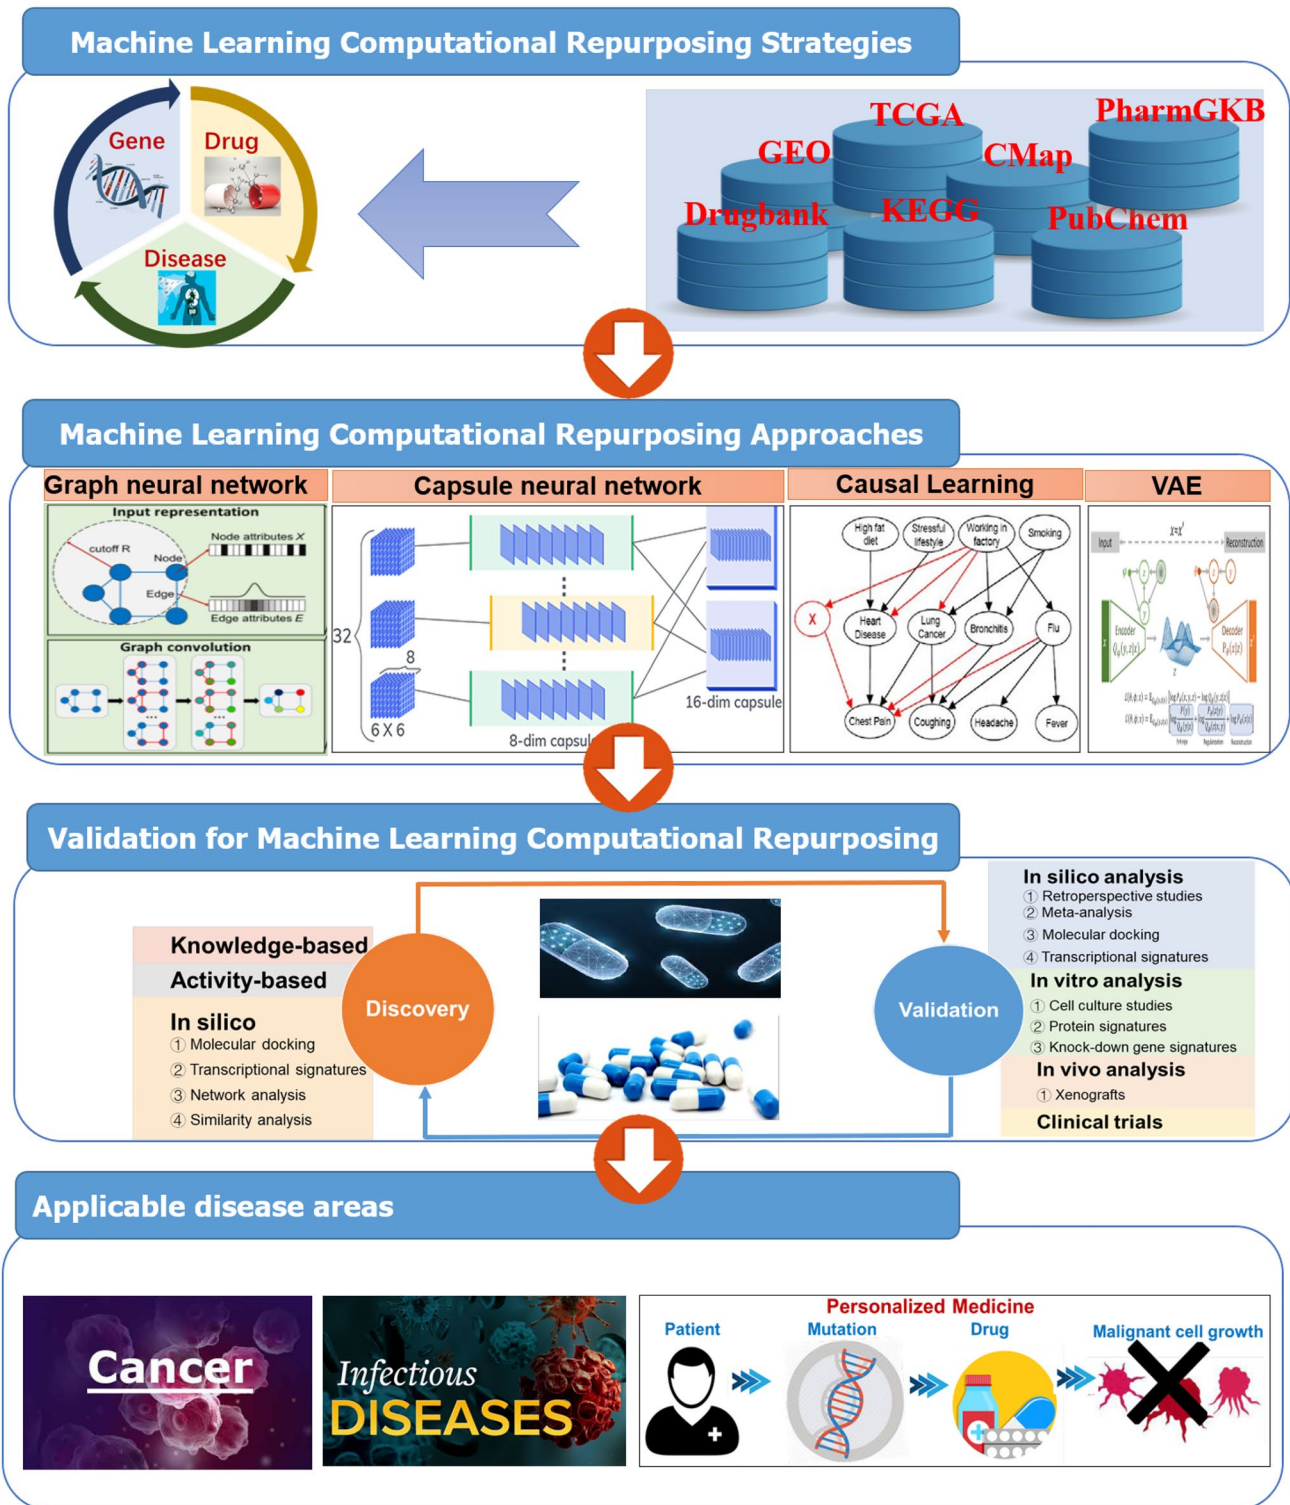 Machine Learning Computational Repurposing Strategies
Gene
Drug
Disease
TCGA
PharmGKB
GEO
CMap
Drugbank
KEGG
PubChem
Machine Learning Computational Repurposing Approaches
Graph neural network
Input representation
cutoff R
Node
Node attributes X
Edge
Edge attributes E
Graph convolution
...
...
Capsule neural network
32
8
6 X 6
8-dim capsul
16-dim capsule
Causal Learning
High fat diet
Stressful lifestyle
Working in factory
Smoking
X
Heart Disease
Lung Cancer
Bronchitis
Flu
Chest Pain
Coughing
Headache
Fever
VAE
Input
x≈x'
Reconstruction
Encoder
Decoder
z
Validation for Machine Learning Computational Repurposing
Knowledge-based
Activity-based
In silico
① Molecular docking
② Transcriptional signatures
③ Network analysis
④ Similarity analysis
Discovery
Validation
In silico analysis
① Retroperspective studies
② Meta-analysis
③ Molecular docking
④ Transcriptional signatures
In vitro analysis
① Cell culture studies
② Protein signatures
③ Knock-down gene signatures
In vivo analysis
① Xenografts
Clinical trials
Applicable disease areas
Cancer
Infectious
DISEASES
Personalized Medicine
Patient
Mutation
Drug
Malignant cell growth